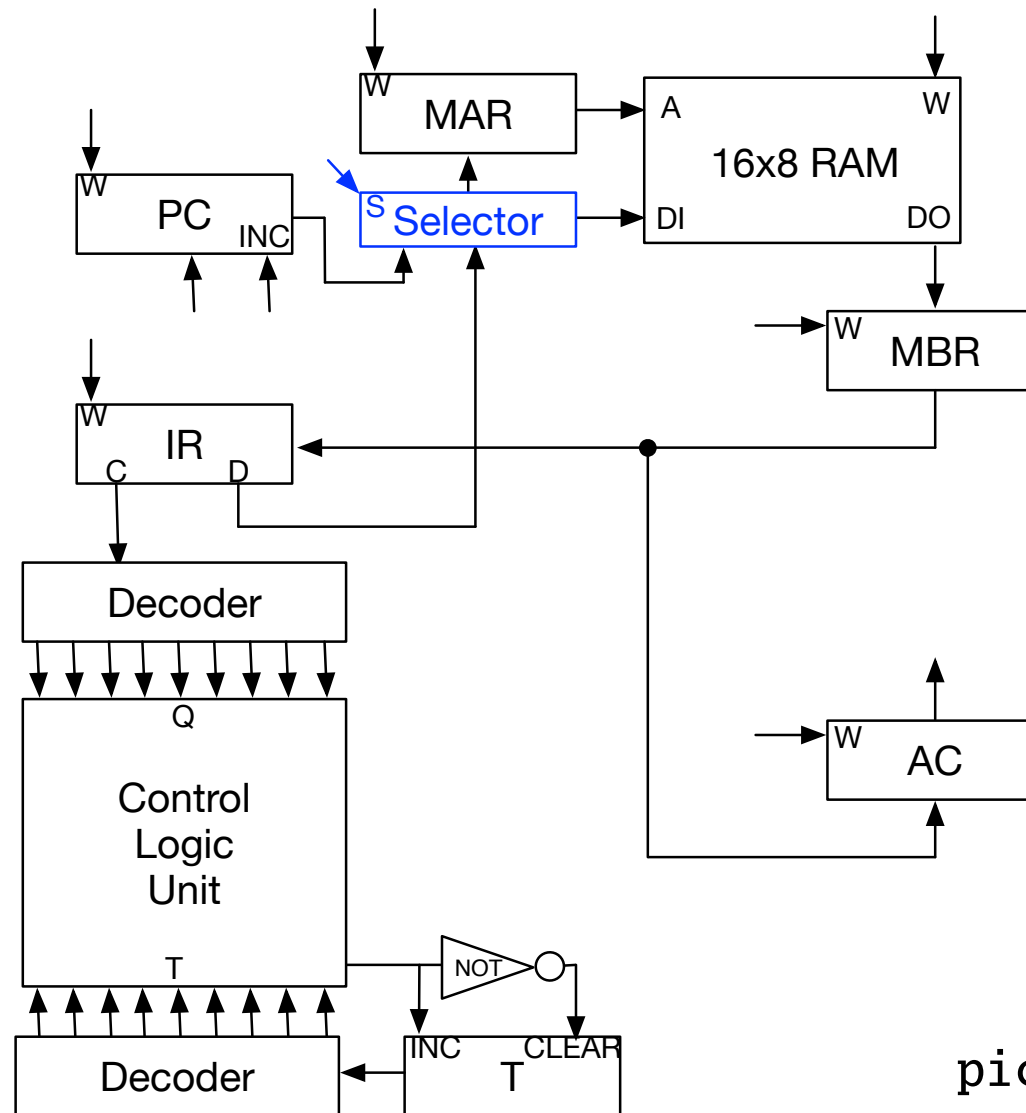 W
MAR
A
W
16x8 RAM
DI
DO
W
PC
INC
S
Selector
W
MBR
W
IR
C
D
Decoder
Q
Control
Logic
Unit
T
W
AC
NOT
INC
CLEAR
T
Decoder
pic